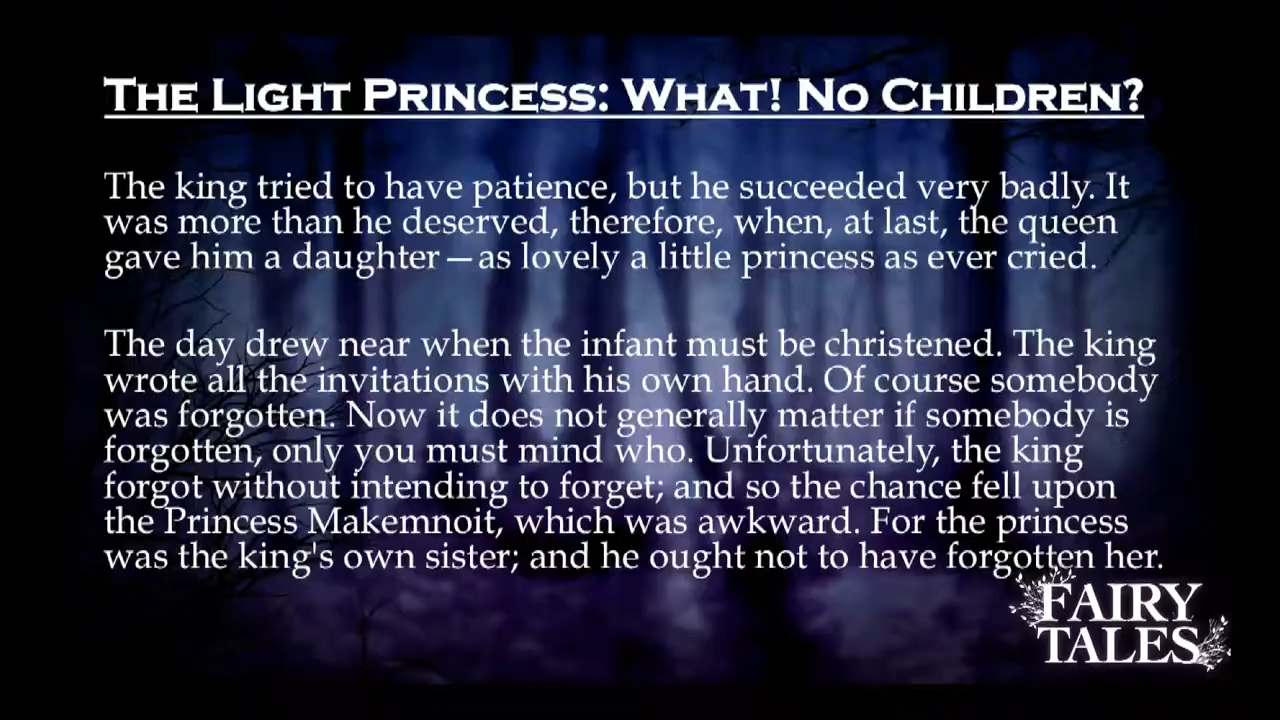 THE LIGHT PRINCESS: WHAT! NO CHILDREN?
The king tried to have patience, but he succeeded very badly. It
was more than he deserved, therefore, when, at last, the queen
gave him a daughter—as lovely a little princess as ever cried.
The day drew near when the infant must be christened. The king
wrote all the invitations with his own hand. Of course somebody
was forgotten. Now it does not generally matter if somebody is
forgotten, only you must mind who. Unfortunately, the king
forgot without intending to forget; and so the chance fell upon
the Princess Makemnoit, which was awkward. For the princess
was the king's own sister; and he ought not to have forgotten her.
FAIRY
TALES